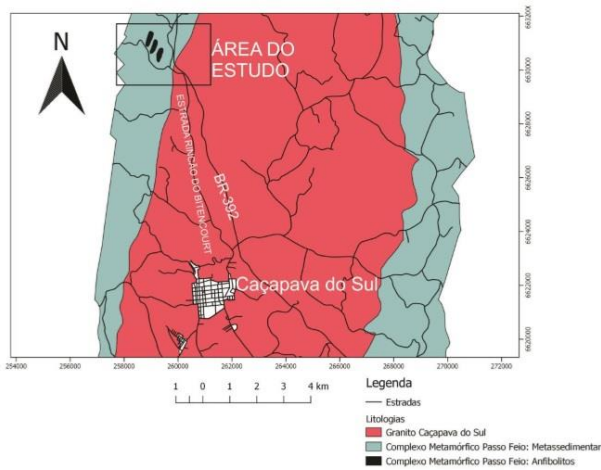 N
ÁREA DO
ESTUDO
ESTRADA RINCÃO DO BITENCOURT
BR-392
Caçapava do Sul
6632000
6630000
6628000
6626000
6624000
6622000
6620000
254000
256000
258000
260000
262000
264000
266000
268000
270000
272000
1 0 1 2 3 4 km
Legenda
Estradas
Litologias
Granito Caçapava do Sul
Complexo Metamórfico Passo Feio: Metassedimentar
Complexo Metamórfico Passo Feio: Anfibolitos